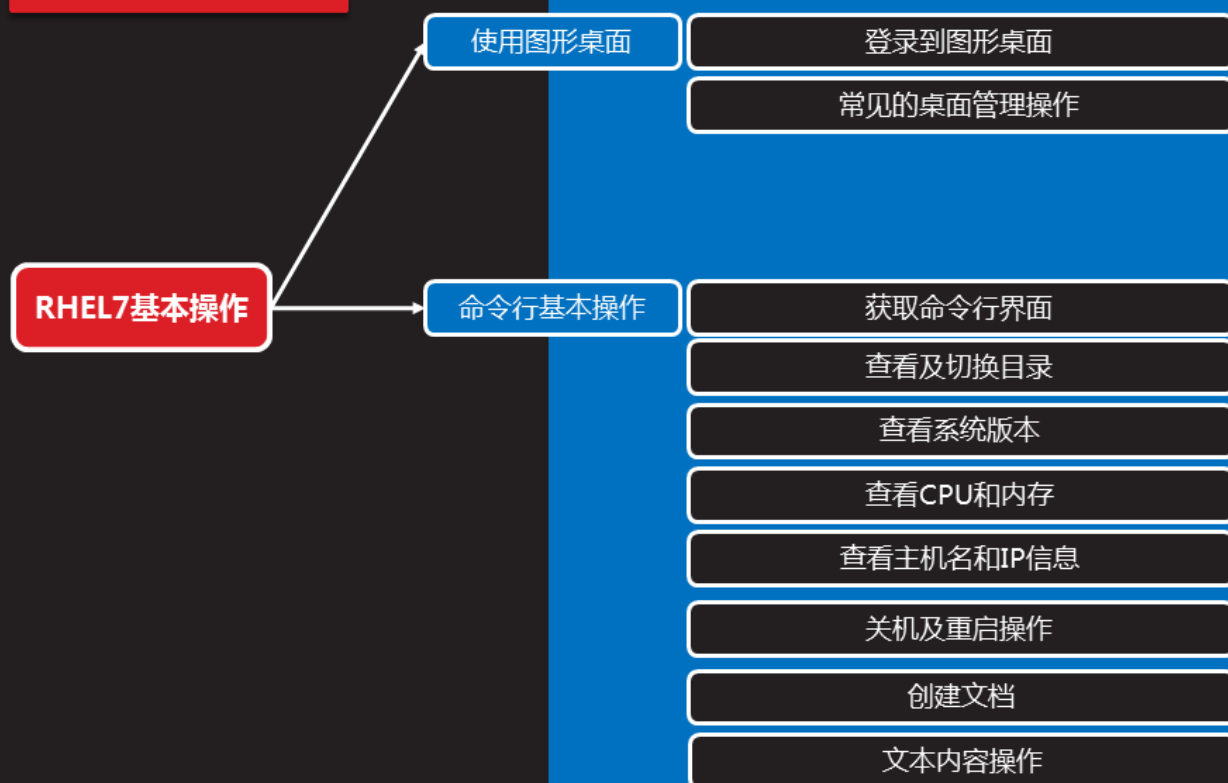 使用图形桌面
登录到图形桌面
常见的桌面管理操作
RHEL7基本操作
命令行基本操作
获取命令行界面
查看及切换目录
查看系统版本
查看CPU和内存
查看主机名和IP信息
关机及重启操作
创建文档
文本内容操作